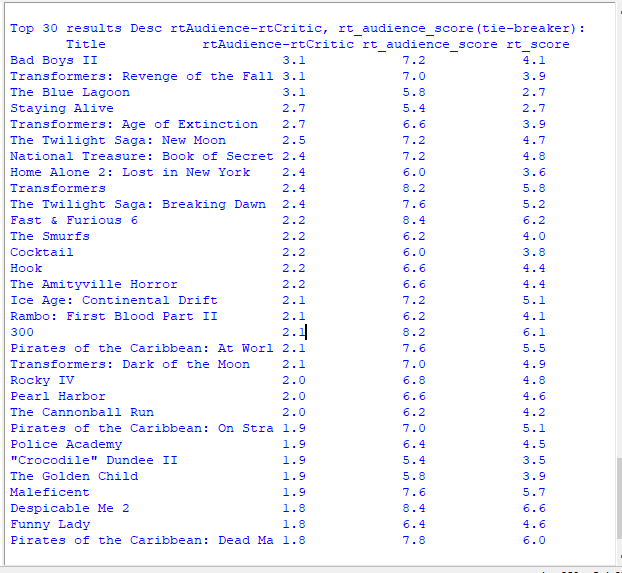 Top 30 results Desc rtAudience-rtCritic, rt_audience_score(tie-breaker):
Title rtAudience-rtCritic rt_audience_score rt_score
Bad Boys II 3.1 7.2 4.1
Transformers: Revenge of the Fall 3.1 7.0 3.9
The Blue Lagoon 3.1 5.8 2.7
Staying Alive 2.7 5.4 2.7
Transformers: Age of Extinction 2.7 6.6 3.9
The Twilight Saga: New Moon 2.5 7.2 4.7
National Treasure: Book of Secret 2.4 7.2 4.8
Home Alone 2: Lost in New York 2.4 6.0 3.6
Transformers 2.4 8.2 5.8
The Twilight Saga: Breaking Dawn 2.4 7.6 5.2
Fast & Furious 6 2.2 8.4 6.2
The Smurfs 2.2 6.2 4.0
Cocktail 2.2 6.0 3.8
Hook 2.2 6.6 4.4
The Amityville Horror 2.2 6.6 4.4
Ice Age: Continental Drift 2.1 7.2 5.1
Rambo: First Blood Part II 2.1 6.2 4.1
300 2.1 8.2 6.1
Pirates of the Caribbean: At Worl 2.1 7.6 5.5
Transformers: Dark of the Moon 2.1 7.0 4.9
Rocky IV 2.0 6.8 4.8
Pearl Harbor 2.0 6.6 4.6
The Cannonball Run 2.0 6.2 4.2
Pirates of the Caribbean: On Stra 1.9 7.0 5.1
Police Academy 1.9 6.4 4.5
"Crocodile" Dundee II 1.9 5.4 3.5
The Golden Child 1.9 5.8 3.9
Maleficent 1.9 7.6 5.7
Despicable Me 2 1.8 8.4 6.6
Funny Lady 1.8 6.4 4.6
Pirates of the Caribbean: Dead Ma 1.8 7.8 6.0